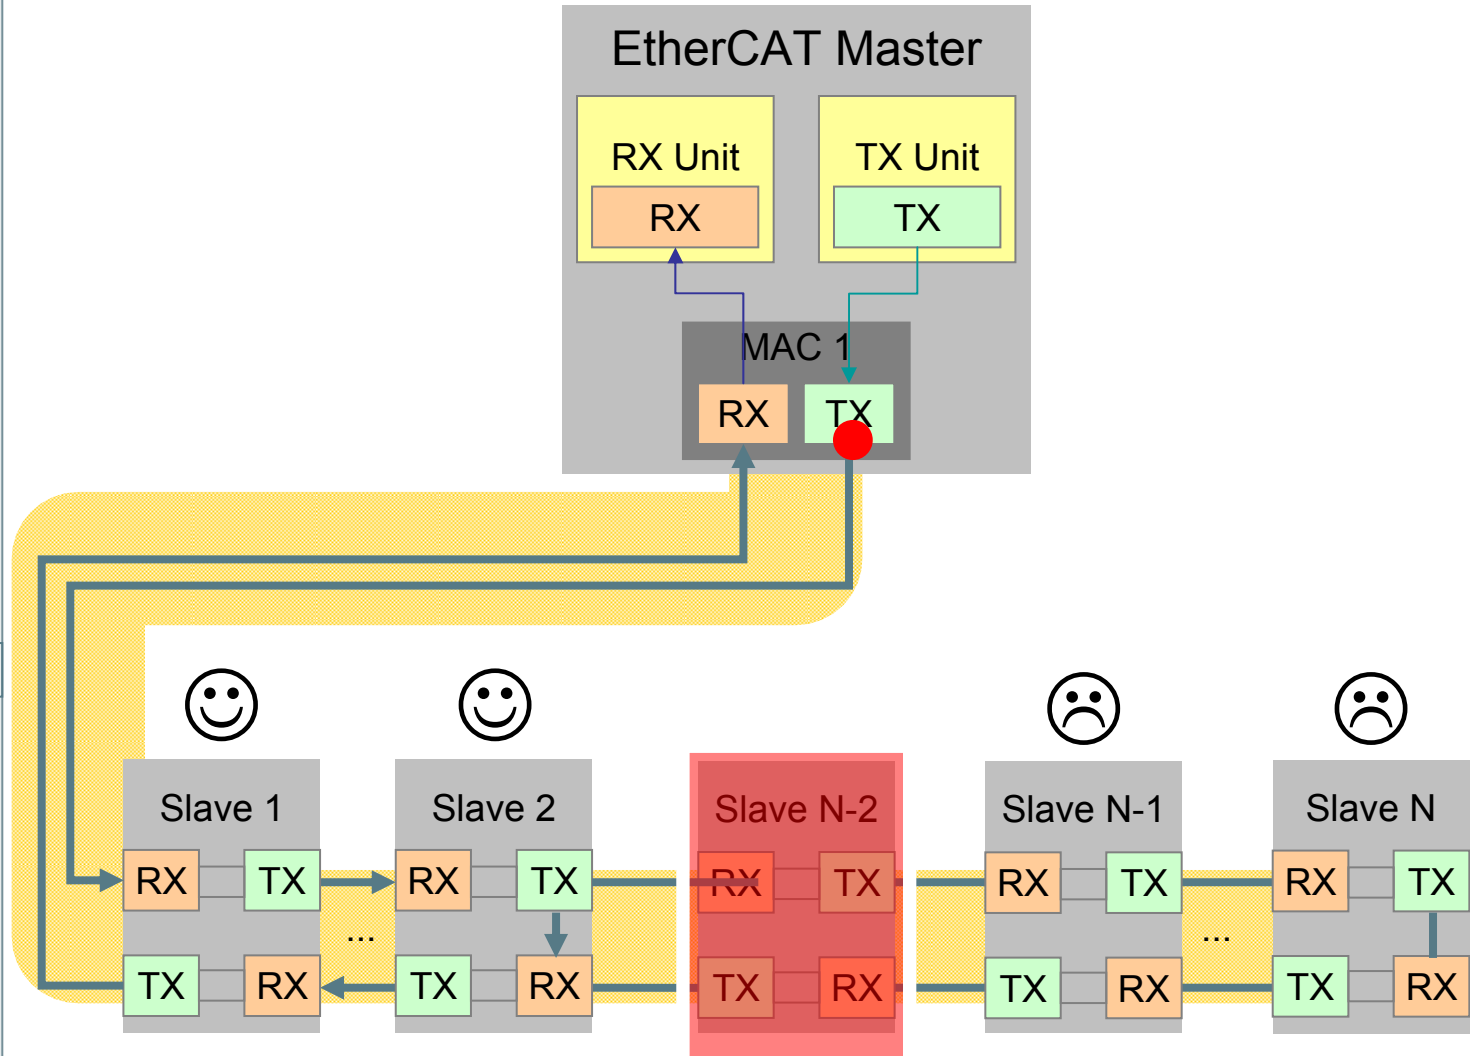 EtherCAT Master
RX Unit
TX Unit
RX
TX
MAC 1
RX
TX
Slave 1
Slave 2
Slave N-2
Slave N-1
Slave N
RX
TX
RX
TX
RX
TX
RX
TX
RX
TX
...
...
TX
RX
TX
RX
TX
RX
TX
RX
TX
RX